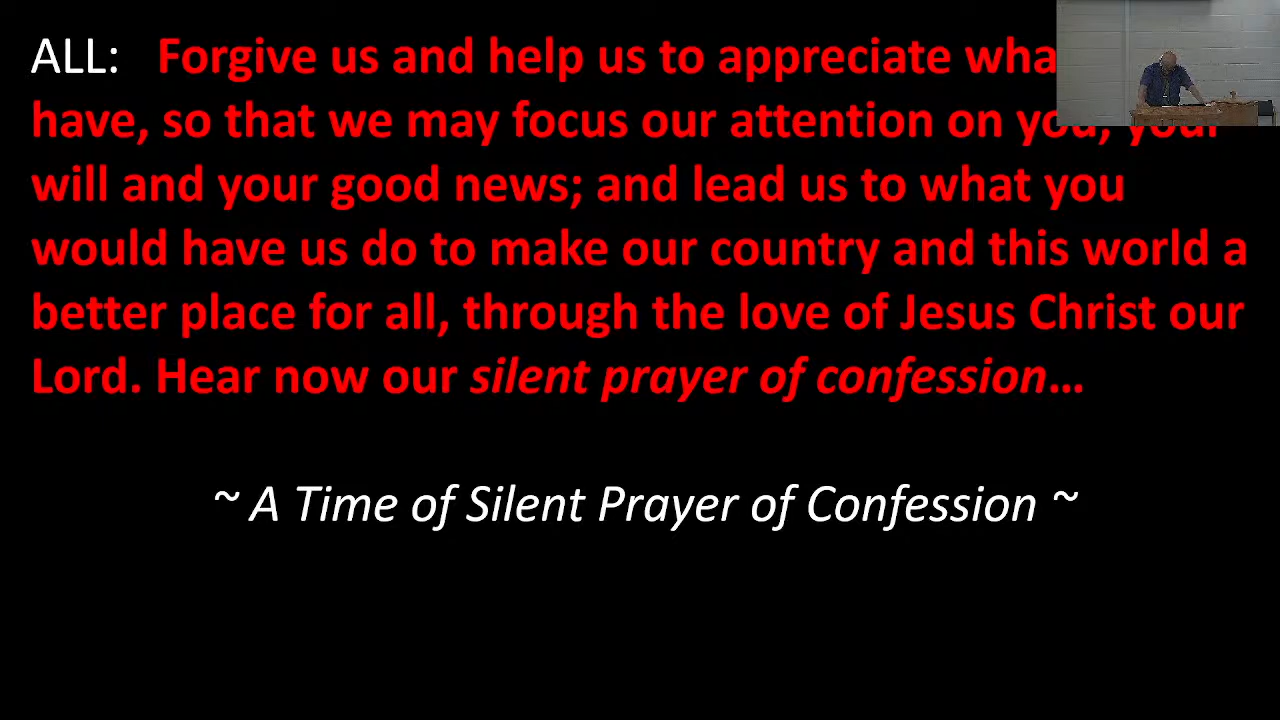 ALL: Forgive us and help us to appreciate
have, so that we may focus our attention on you, your
will and your good news; and lead us to what you
would have us do to make our country and this world a
better place for all, through the love of Jesus Christ our
Lord. Hear now our silent prayer of confession…
~ A Time of Silent Prayer of Confession ~